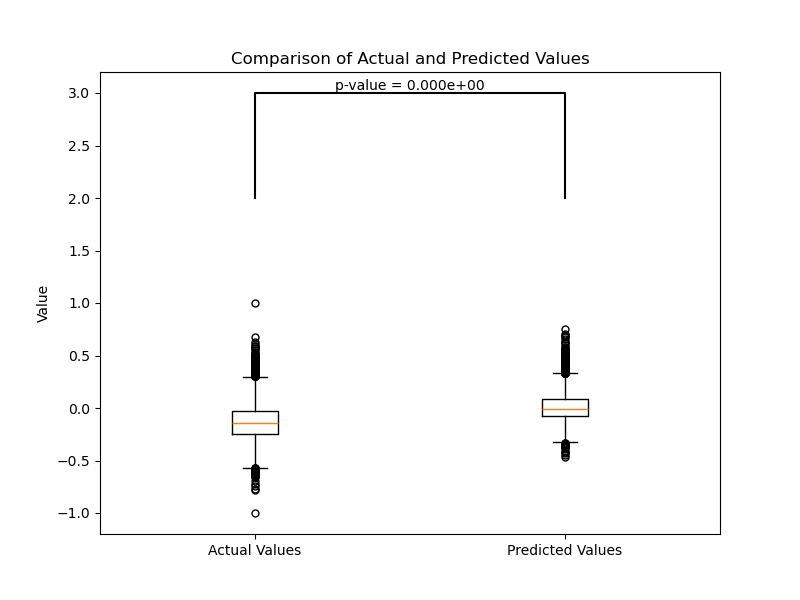 Comparison of Actual and Predicted Values
p-value = 0.000e+00
3.0
2.5
2.0
1.5
1.0
0.5
0.0
−0.5
−1.0
Value
Actual Values
Predicted Values